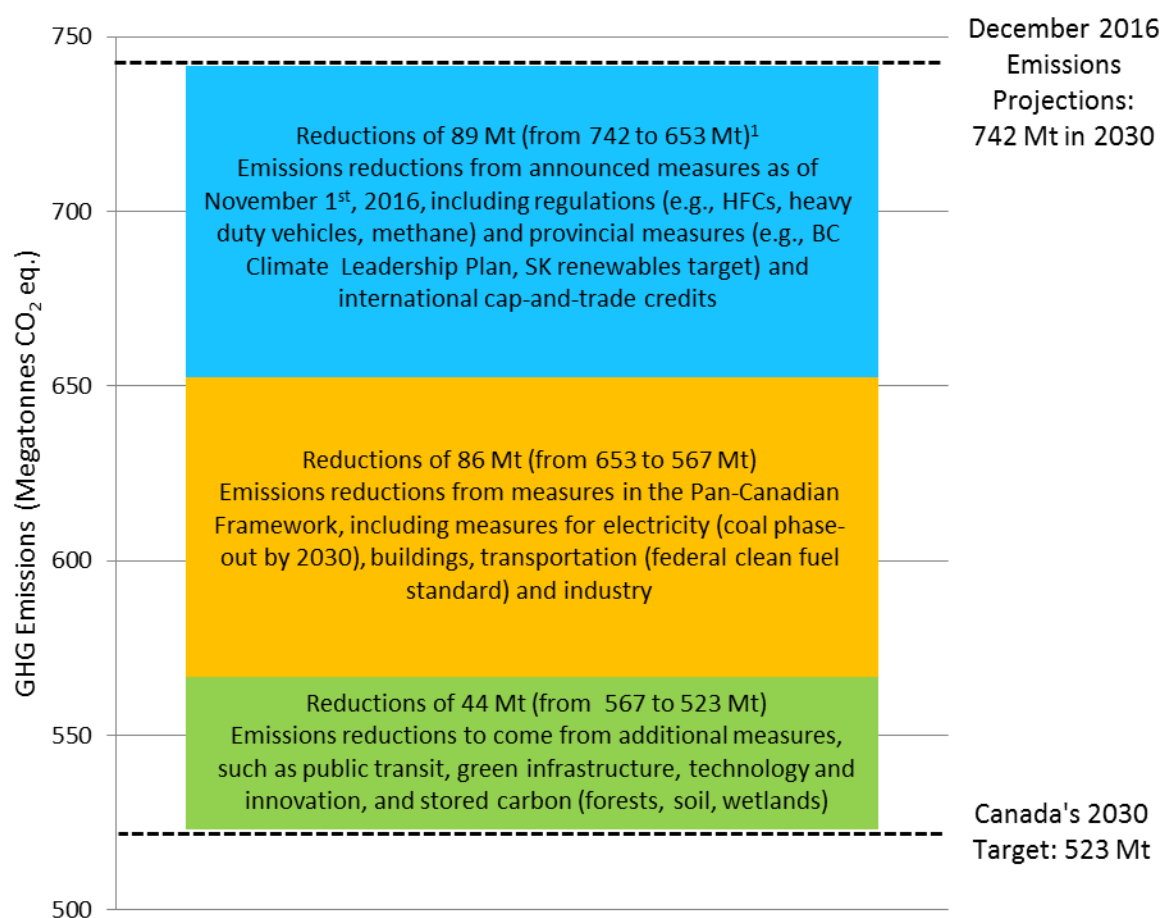 December 2016
Emissions
Projections:
742 Mt in 2030
GHG Emissions (Megatonnes CO₂ eq.)
750
700
650
600
550
500
Reductions of 89 Mt (from 742 to 653 Mt)¹
Emissions reductions from announced measures as of
November 1ˢᵗ, 2016, including regulations (e.g., HFCs, heavy
duty vehicles, methane) and provincial measures (e.g., BC
Climate Leadership Plan, SK renewables target) and
international cap-and-trade credits
Reductions of 86 Mt (from 653 to 567 Mt)
Emissions reductions from measures in the Pan-Canadian
Framework, including measures for electricity (coal phase-
out by 2030), buildings, transportation (federal clean fuel
standard) and industry
Reductions of 44 Mt (from 567 to 523 Mt)
Emissions reductions to come from additional measures,
such as public transit, green infrastructure, technology and
innovation, and stored carbon (forests, soil, wetlands)
Canada's 2030
Target: 523 Mt